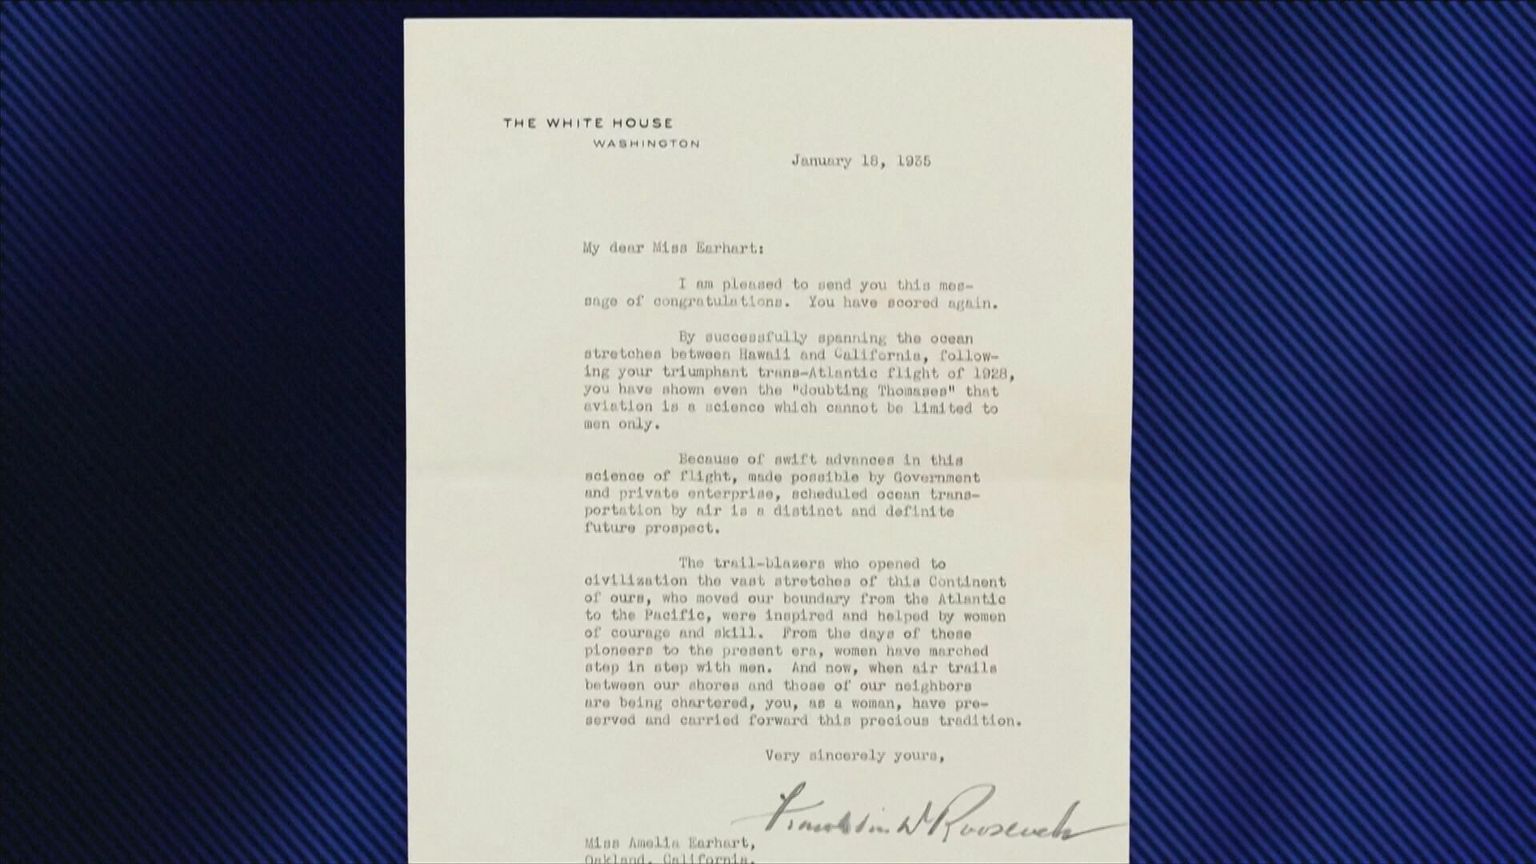 THE WHITE HOUSE
WASHINGTON
January 18, 1935
My dear Miss Earhart:
I am pleased to send you this mes-
sage of congratulations. You have scored again.
By successfully spanning the ocean
stretches between Hawaii and California, follow-
ing your triumphant trans-Atlantic flight of 1928,
you have shown even the "doubting Thomases" that
aviation is a science which cannot be limited to
men only.
Because of swift advances in this
science of flight, made possible by Government
and private enterprise, scheduled ocean trans-
portation by air is a distinct and definite
future prospect.
The trail-blazers who opened to
civilization the vast stretches of this Continent
of ours, who moved our boundary from the Atlantic
to the Pacific, were inspired and helped by women
of courage and skill. From the days of these
pioneers to the present era, women have marched
step in step with men. And now, when air trails
between our shores and those of our neighbors
are being chartered, you, as a woman, have pre-
served and carried forward this precious tradition.
Very sincerely yours,
Franklin D Roosevelt
Miss Amelia Earhart,
Oakland, California.